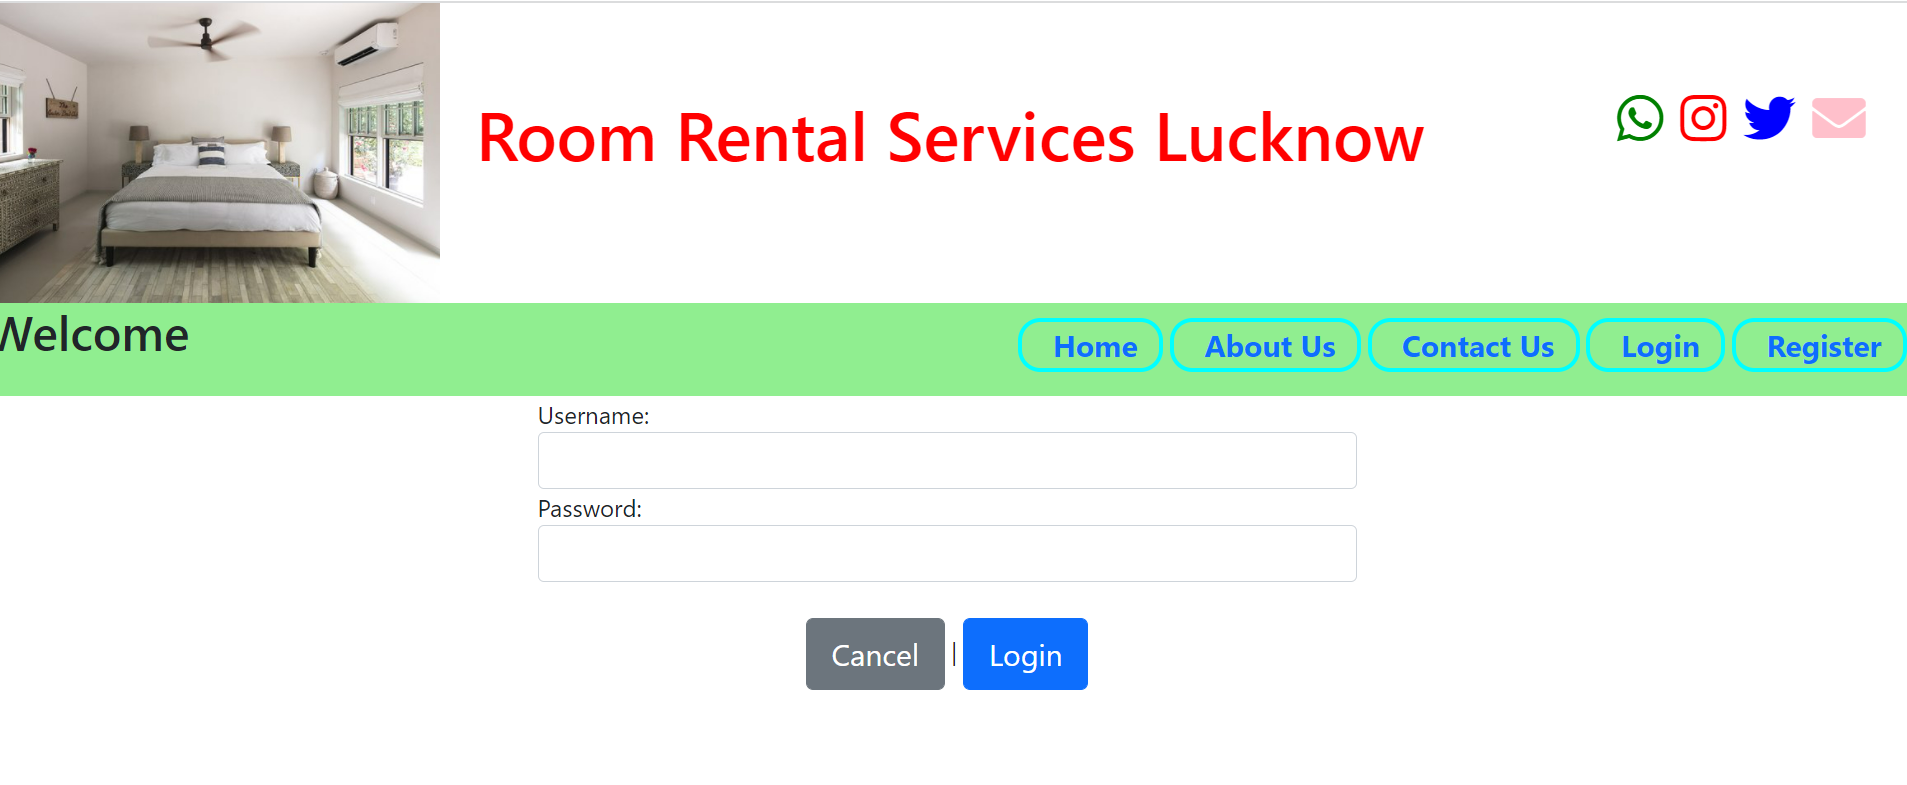 Room Rental Services Lucknow
Welcome
Home
About Us
Contact Us
Login
Register
Username:
Password:
Cancel | Login